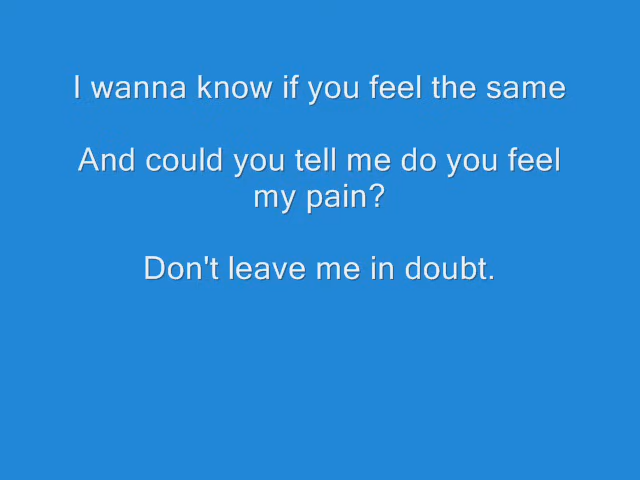 I wanna know if you feel the same
And could you tell me do you feel
my pain?
Don't leave me in doubt.